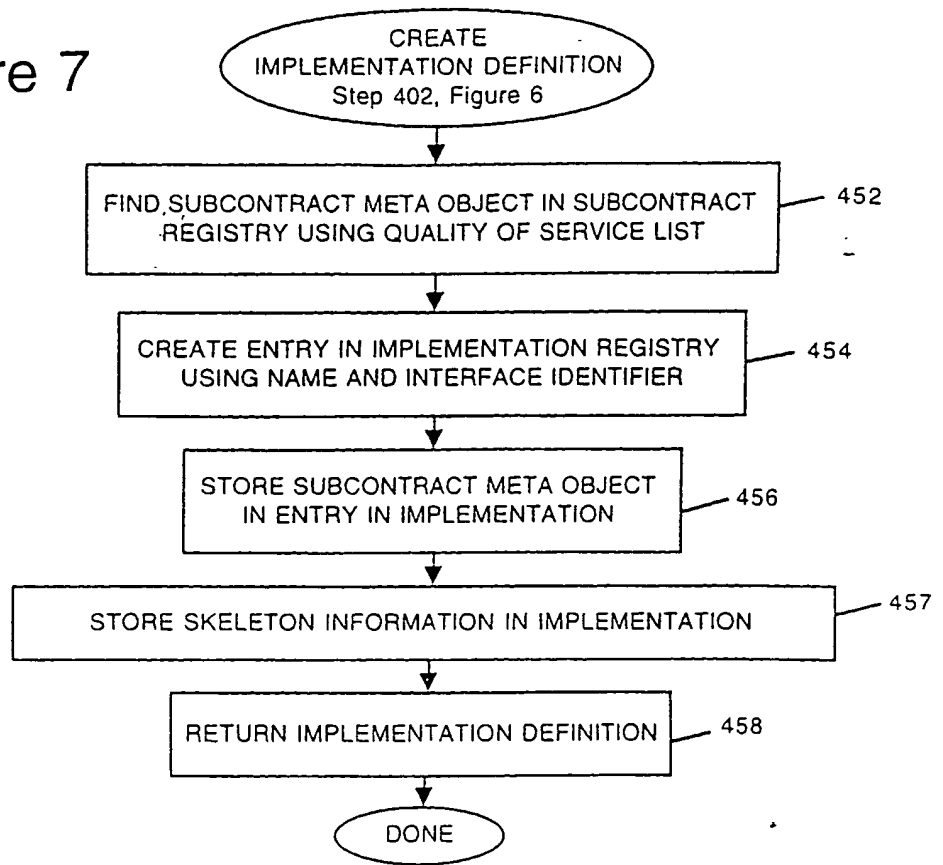 re 7
CREATE
IMPLEMENTATION DEFINITION
Step 402, Figure 6
FIND SUBCONTRACT META OBJECT IN SUBCONTRACT
REGISTRY USING QUALITY OF SERVICE LIST
452
CREATE ENTRY IN IMPLEMENTATION REGISTRY
USING NAME AND INTERFACE IDENTIFIER
454
STORE SUBCONTRACT META OBJECT
IN ENTRY IN IMPLEMENTATION
456
STORE SKELETON INFORMATION IN IMPLEMENTATION
457
RETURN IMPLEMENTATION DEFINITION
458
DONE